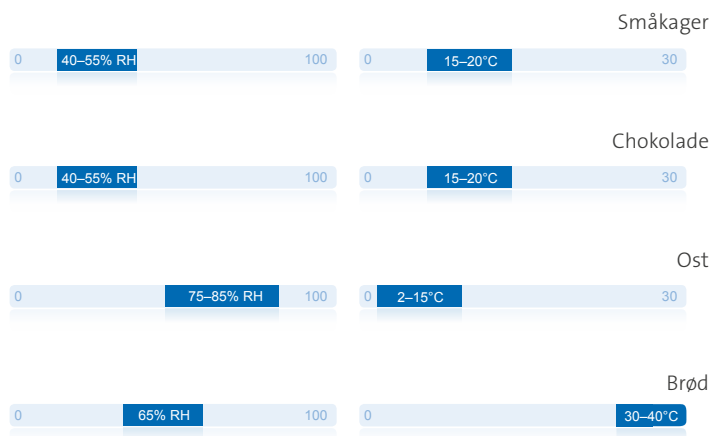 Småkager
0 40–55% RH 100 0 15–20°C 30
Chokolade
0 40–55% RH 100 0 15–20°C 30
Ost
0 75–85% RH 100 0 2–15°C 30
Brød
0 65% RH 100 0 30–40°C